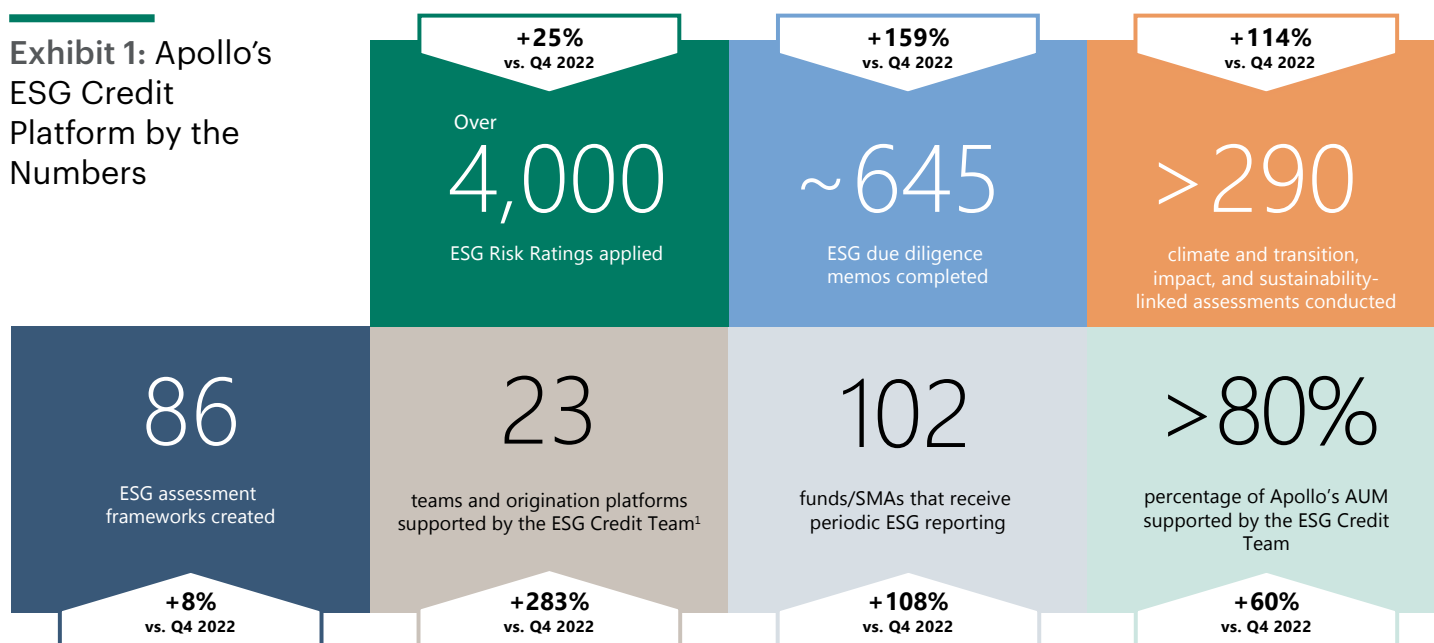 Exhibit 1: Apollo's
ESG Credit
Platform by the
Numbers
+25%
vs. Q4 2022
Over
4,000
ESG Risk Ratings applied
+159%
vs. Q4 2022
~645
ESG due diligence
memos completed
+114%
vs. Q4 2022
>290
climate and transition,
impact, and sustainability-
linked assessments conducted
86
ESG assessment
frameworks created
+8%
vs. Q4 2022
23
teams and origination platforms
supported by the ESG Credit Team¹
+283%
vs. Q4 2022
102
funds/SMAs that receive
periodic ESG reporting
+108%
vs. Q4 2022
>80%
percentage of Apollo's AUM
supported by the ESG Credit
Team
+60%
vs. Q4 2022